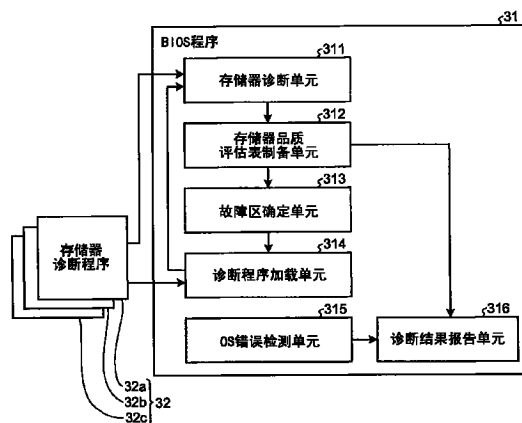 31
BIOS程序
311
存储器诊断单元
312
存储器品质
评估表制备单元
313
故障区确定单元
314
诊断程序加载单元
315
OS错误检测单元
316
诊断结果报告单元
存储器
诊断程序
32a
32b
32
32c